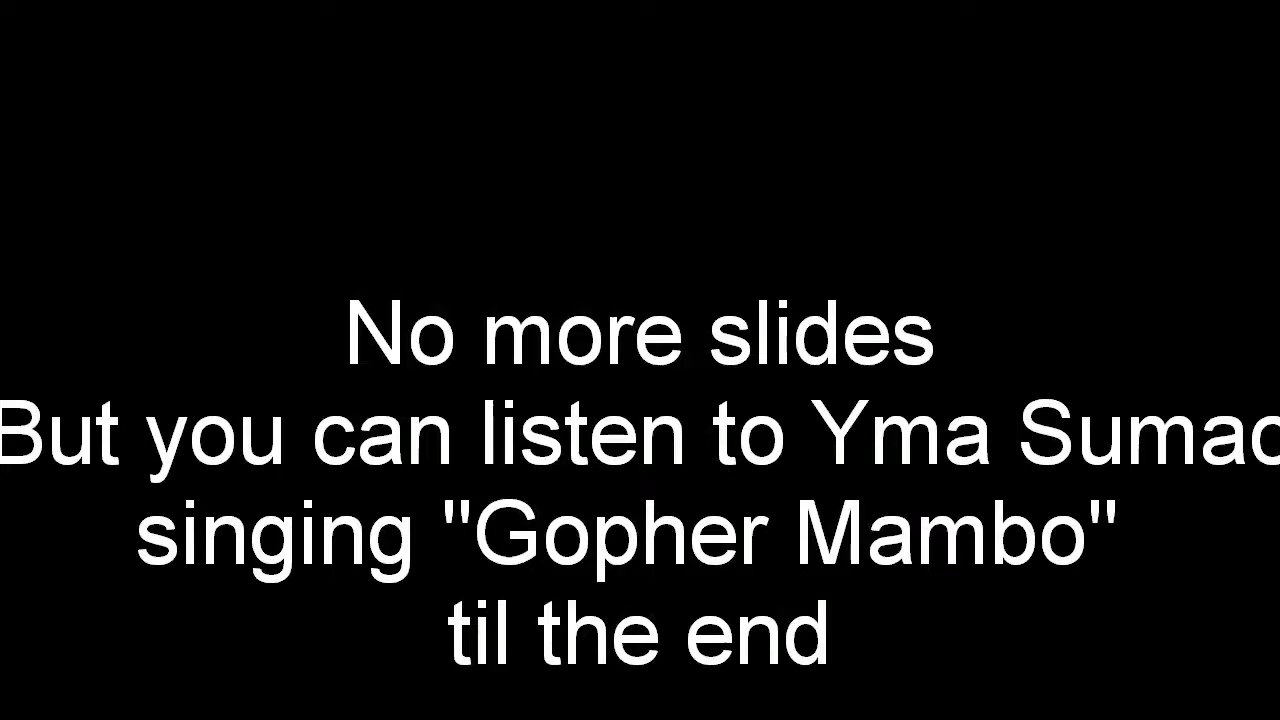 No more slides
But you can listen to Yma Sumac
singing "Gopher Mambo"
til the end